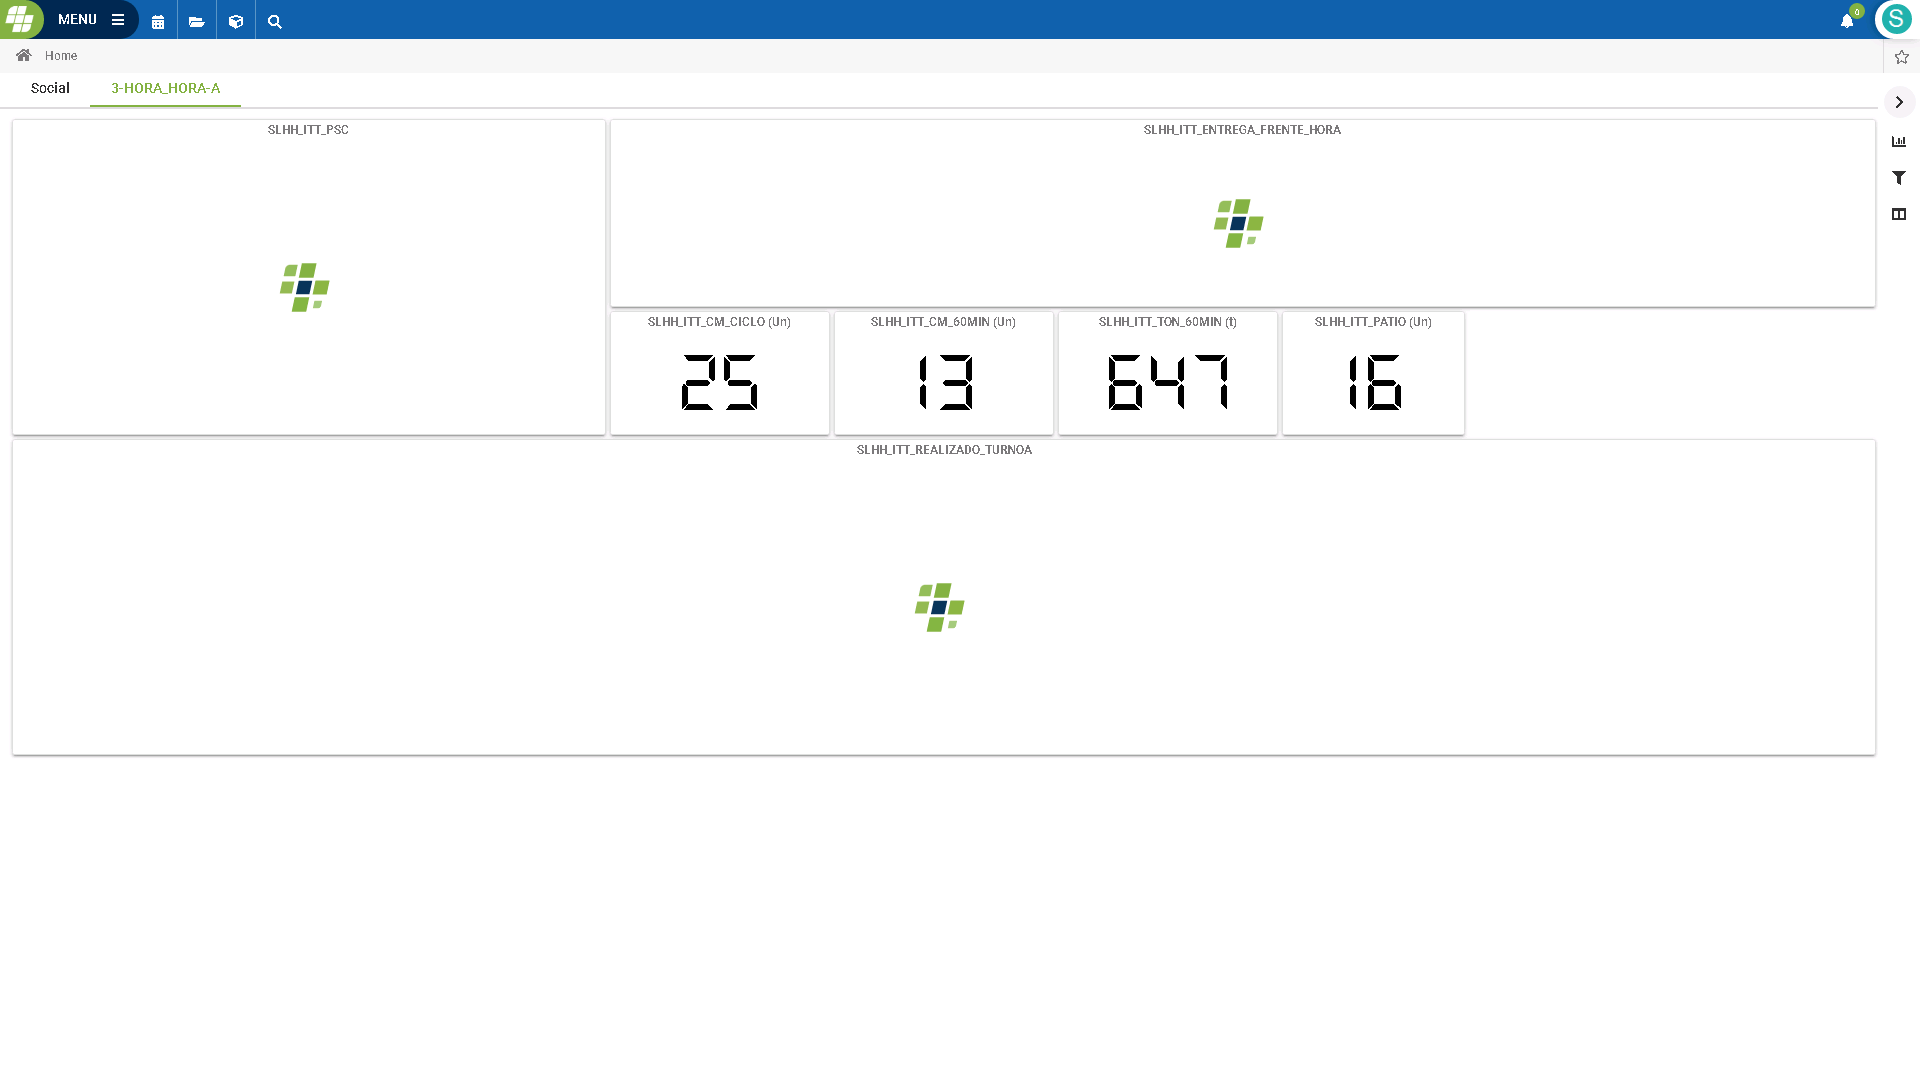 MENU
0
S
Home
Social
3-HORA_HORA-A
SLHH_ITT_PSC
SLHH_ITT_ENTREGA_FRENTE_HORA
SLHH_ITT_CM_CICLO (Un)
25
SLHH_ITT_CM_60MIN (Un)
13
SLHH_ITT_TON_60MIN (t)
647
SLHH_ITT_PATIO (Un)
16
SLHH_ITT_REALIZADO_TURNOA